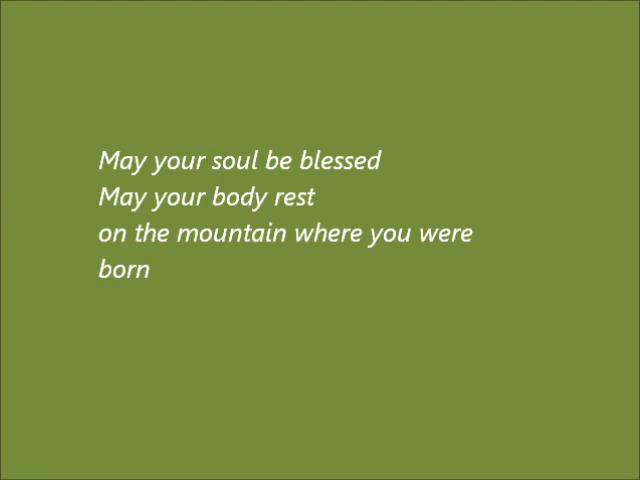 May your soul be blessed
May your body rest
on the mountain where you were
born